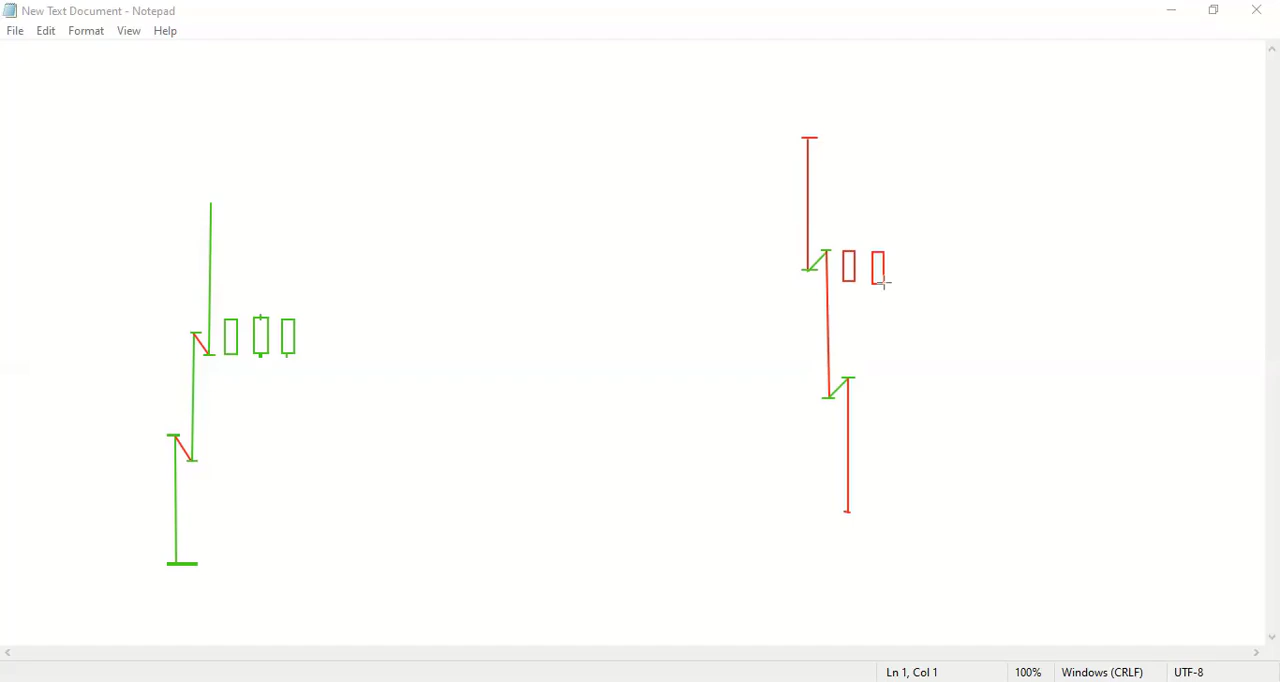 New Text Document - Notepad
File Edit Format View Help
Ln 1, Col 1 100% Windows (CRLF) UTF-8